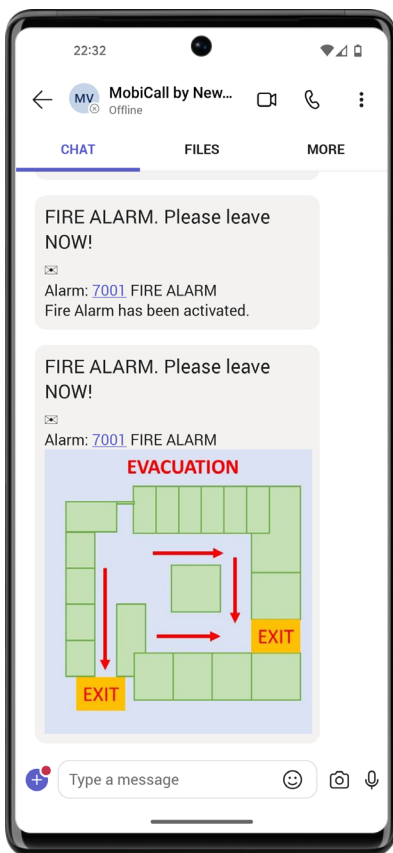 22:32
MV
MobiCall by New...
Offline
CHAT
FILES
MORE
FIRE ALARM. Please leave
NOW!
Alarm: 7001 FIRE ALARM
Fire Alarm has been activated.
FIRE ALARM. Please leave
NOW!
Alarm: 7001 FIRE ALARM
EVACUATION
EXIT
EXIT
Type a message